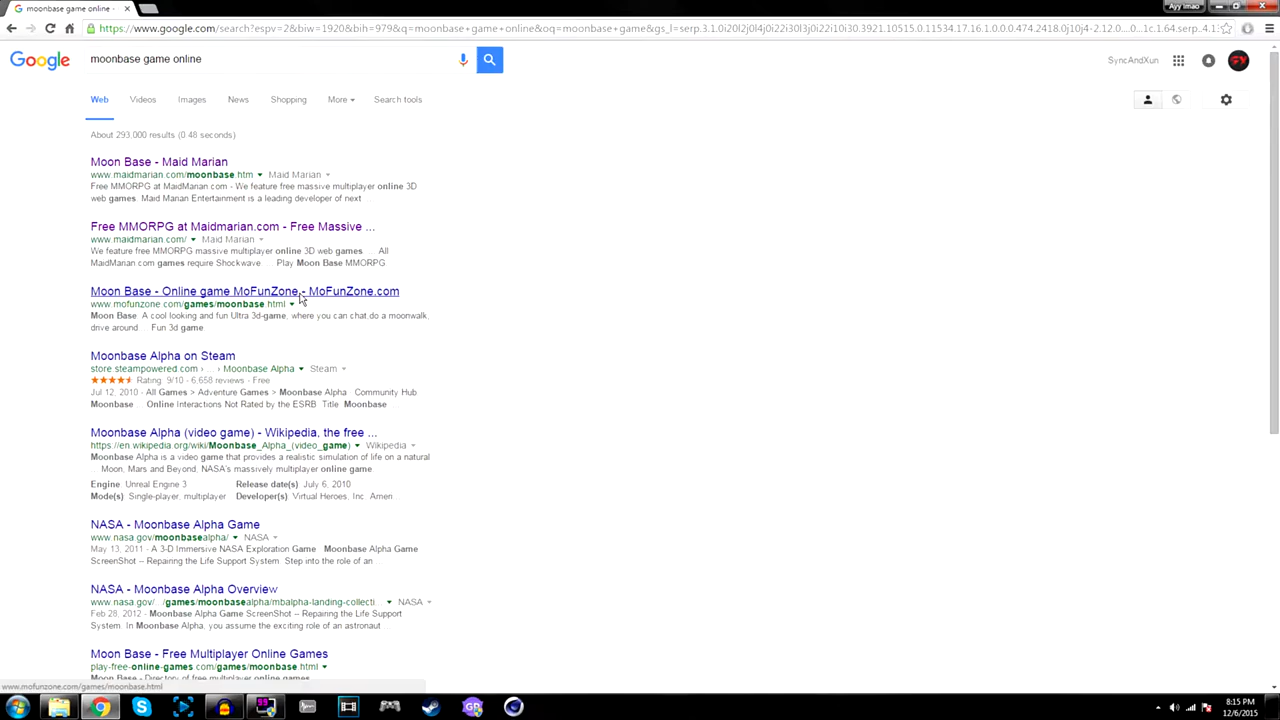 moonbase game online - × Ayy lmao
https://www.google.com/search?espv=2&biw=1920&bih=979&q=moonbase+game+online&oq=moonbase+game&gs_l=serp.3.1.0i20l2j0l4j0i22i30l2j0i22i10i30.3921.10515.0.11534.17.16.1.0.0.0.474.2418.0j10j4-2.12.0....0...1c.1.64.serp..4.1
Google moonbase game online SyncAndXun
Web Videos Images News Shopping More Search tools
About 293,000 results (0.48 seconds)
Moon Base - Maid Marian
www.maidmarian.com/moonbase.htm Maid Marian
Free MMORPG at MaidMarian.com - We feature free massive multiplayer online 3D
web games. Maid Marian Entertainment is a leading developer of next ...
Free MMORPG at Maidmarian.com - Free Massive ...
www.maidmarian.com/ Maid Marian
We feature free MMORPG massive multiplayer online 3D web games. ... All
MaidMarian.com games require Shockwave. ... Play Moon Base MMORPG
Moon Base - Online game MoFunZone - MoFunZone.com
www.mofunzone.com/games/moonbase.html
Moon Base. A cool looking and fun Ultra 3d-game, where you can chat,do a moonwalk,
drive around ... Fun 3d game
Moonbase Alpha on Steam
store.steampowered.com › ... › Moonbase Alpha Steam
Rating: 9/10 - 6,658 reviews - Free
Jul 12, 2010 - All Games > Adventure Games > Moonbase Alpha. Community Hub.
Moonbase ... Online Interactions Not Rated by the ESRB. Title: Moonbase ...
Moonbase Alpha (video game) - Wikipedia, the free ...
https://en.wikipedia.org/wiki/Moonbase_Alpha_(video_game) Wikipedia
Moonbase Alpha is a video game that provides a realistic simulation of life on a natural
... Moon, Mars and Beyond, NASA's massively multiplayer online game.
Engine: Unreal Engine 3 Release date(s): July 6, 2010
Mode(s): Single-player, multiplayer Developer(s): Virtual Heroes, Inc. Ameri...
NASA - Moonbase Alpha Game
www.nasa.gov/moonbasealpha/ NASA
May 13, 2011 - A 3-D Immersive NASA Exploration Game. Moonbase Alpha Game
ScreenShot -- Repairing the Life Support System. Step into the role of an ...
NASA - Moonbase Alpha Overview
www.nasa.gov/.../games/moonbasealpha/mbalpha-landing-collecti... NASA
Feb 28, 2012 - Moonbase Alpha Game ScreenShot -- Repairing the Life Support
System. In Moonbase Alpha, you assume the exciting role of an astronaut ...
Moon Base - Free Multiplayer Online Games
play-free-online-games.com/games/moonbase.html
Moon Base - Directory of free multiplayer online games.
www.mofunzone.com/games/moonbase.html
8:15 PM
12/6/2015